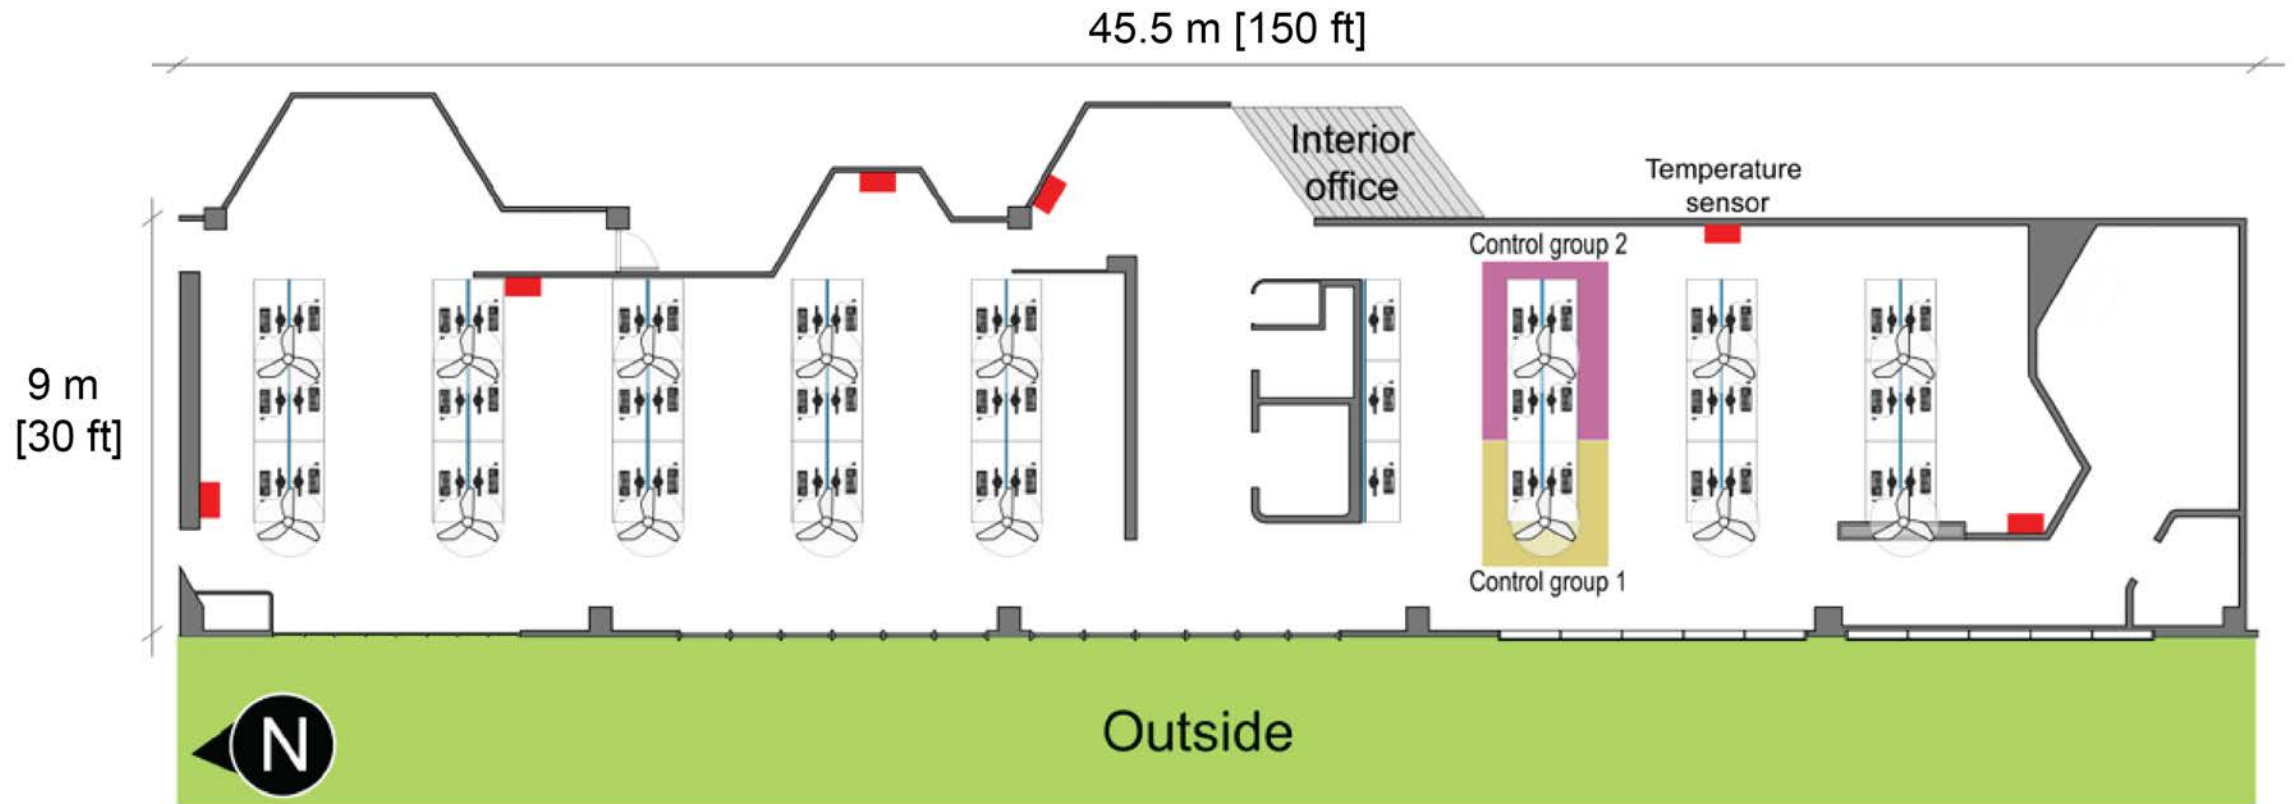 45.5 m [150 ft]
Interior
office
Temperature
sensor
Control group 2
9 m
[30 ft]
Control group 1
Outside
N